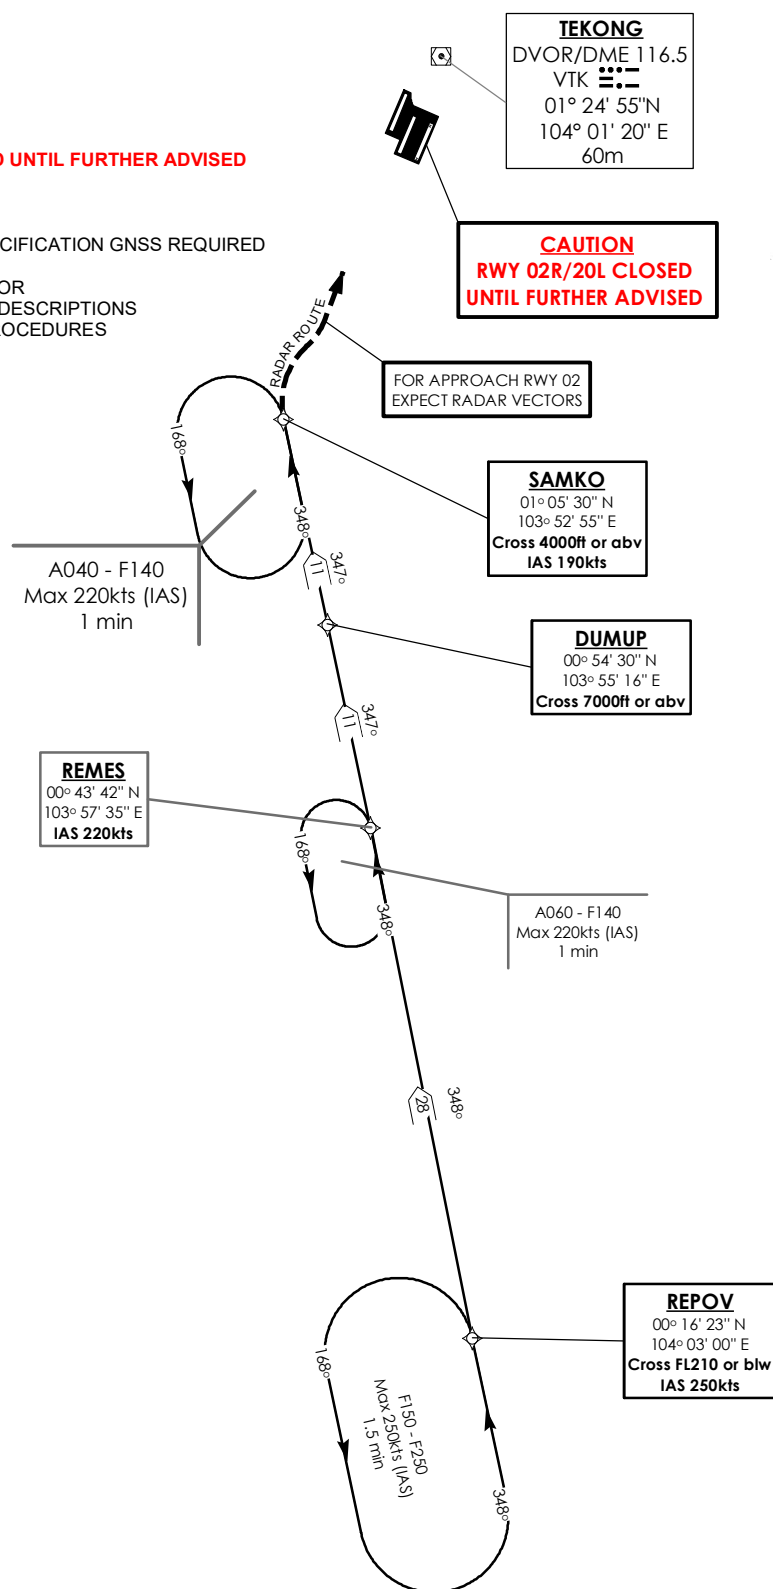 TEKONG
DVOR/DME 116.5
VTK
01° 24' 55"N
104° 01' 20" E
60m
UNTIL FURTHER ADVISED
CAUTION
RWY 02R/20L CLOSED
UNTIL FURTHER ADVISED
CIFICATION GNSS REQUIRED
OR
DESCRIPTIONS
OCEDURES
RADAR ROUTE
FOR APPROACH RWY 02
EXPECT RADAR VECTORS
168°
348°
SAMKO
01° 05' 30" N
103° 52' 55" E
Cross 4000ft or abv
IAS 190kts
A040 - F140
Max 220kts (IAS)
1 min
347°
11
DUMUP
00° 54' 30" N
103° 55' 16" E
Cross 7000ft or abv
347°
11
REMES
00° 43' 42" N
103° 57' 35" E
IAS 220kts
168°
348°
A060 - F140
Max 220kts (IAS)
1 min
348°
28
REPOV
00° 16' 23" N
104° 03' 00" E
Cross FL210 or blw
IAS 250kts
168°
F150 - F250
Max 250kts (IAS)
1.5 min
348°